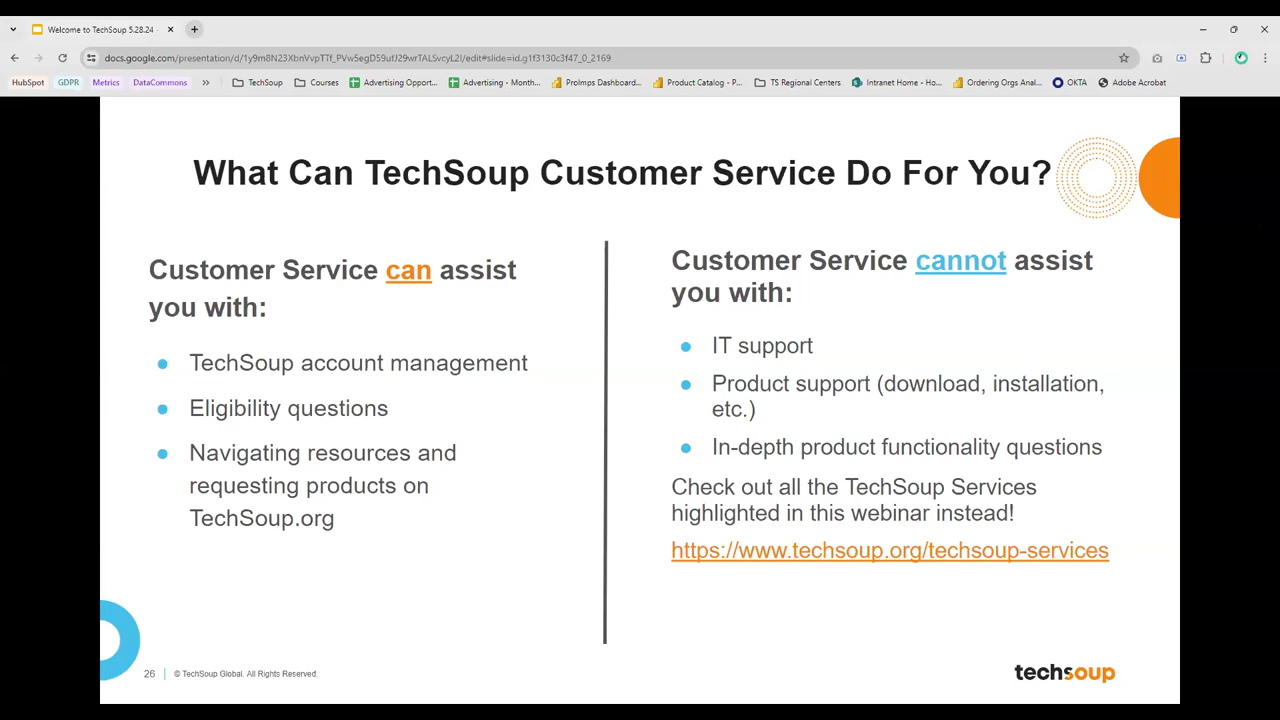 Welcome to TechSoup 5.28.24
docs.google.com/presentation/d/1y9m8N23XbnVvpTTf_PVw5egD59ufJ29wrTALSvcyL2I/edit#slide=id.g1f3130c3f47_0_2169
HubSpot GDPR Metrics DataCommons » TechSoup Courses Advertising Opport... Advertising - Month... ProImps Dashboard... Product Catalog - P... TS Regional Centers Intranet Home - Ho... Ordering Orgs Anal... OKTA Adobe Acrobat
What Can TechSoup Customer Service Do For You?
Customer Service can assist
you with:
● TechSoup account management
● Eligibility questions
● Navigating resources and
requesting products on
TechSoup.org
Customer Service cannot assist
you with:
● IT support
● Product support (download, installation,
etc.)
● In-depth product functionality questions
Check out all the TechSoup Services
highlighted in this webinar instead!
https://www.techsoup.org/techsoup-services
26 © TechSoup Global. All Rights Reserved.
techsoup